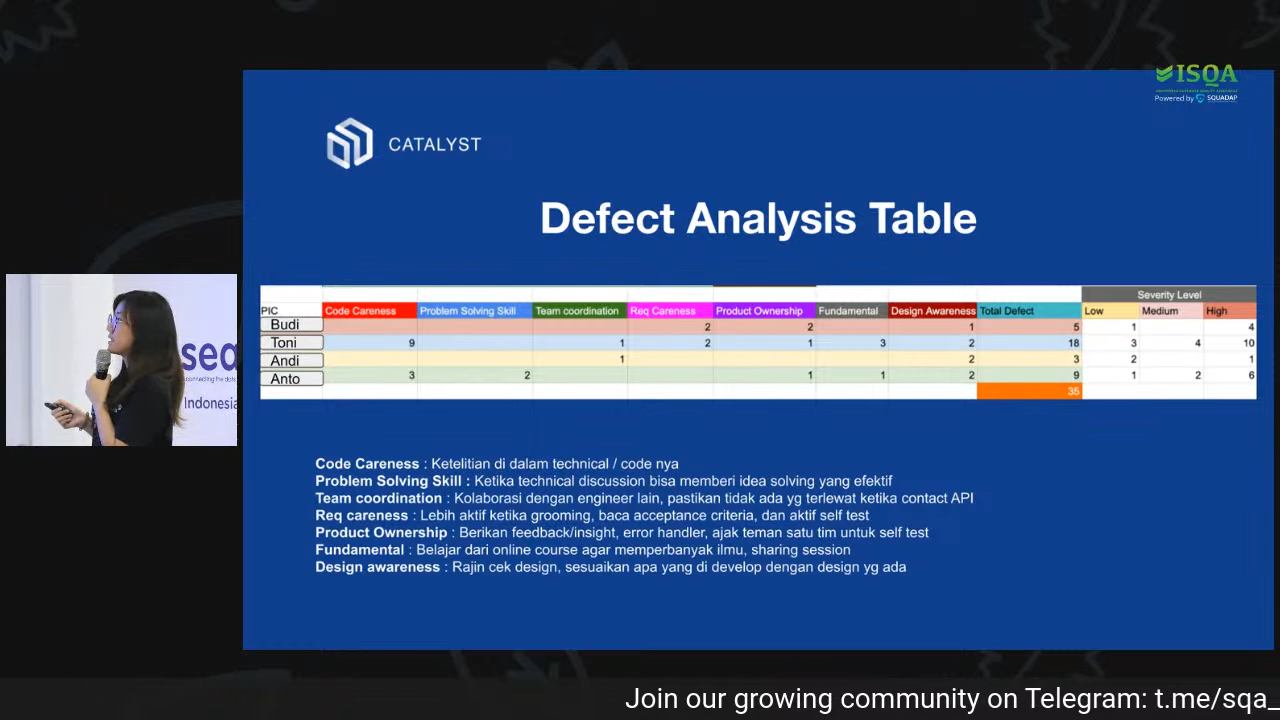 ISQA
Powered by SQUADAP
CATALYST
Defect Analysis Table
Severity Level
PIC Code Careness Problem Solving Skill Team coordination Req Careness Product Ownership Fundamental Design Awareness Total Defect Low Medium High
Budi 2 2 1 5 1 4
Toni 9 1 2 1 3 2 18 3 4 10
Andi 1 2 3 2 1
Anto 3 2 1 1 2 9 1 2 6
35
sea
connecting the dots
Indonesia
Code Careness : Ketelitian di dalam technical / code nya
Problem Solving Skill : Ketika technical discussion bisa memberi idea solving yang efektif
Team coordination : Kolaborasi dengan engineer lain, pastikan tidak ada yg terlewat ketika contact API
Req careness : Lebih aktif ketika grooming, baca acceptance criteria, dan aktif self test
Product Ownership : Berikan feedback/insight, error handler, ajak teman satu tim untuk self test
Fundamental : Belajar dari online course agar memperbanyak ilmu, sharing session
Design awareness : Rajin cek design, sesuaikan apa yang di develop dengan design yg ada
Join our growing community on Telegram: t.me/sqa_